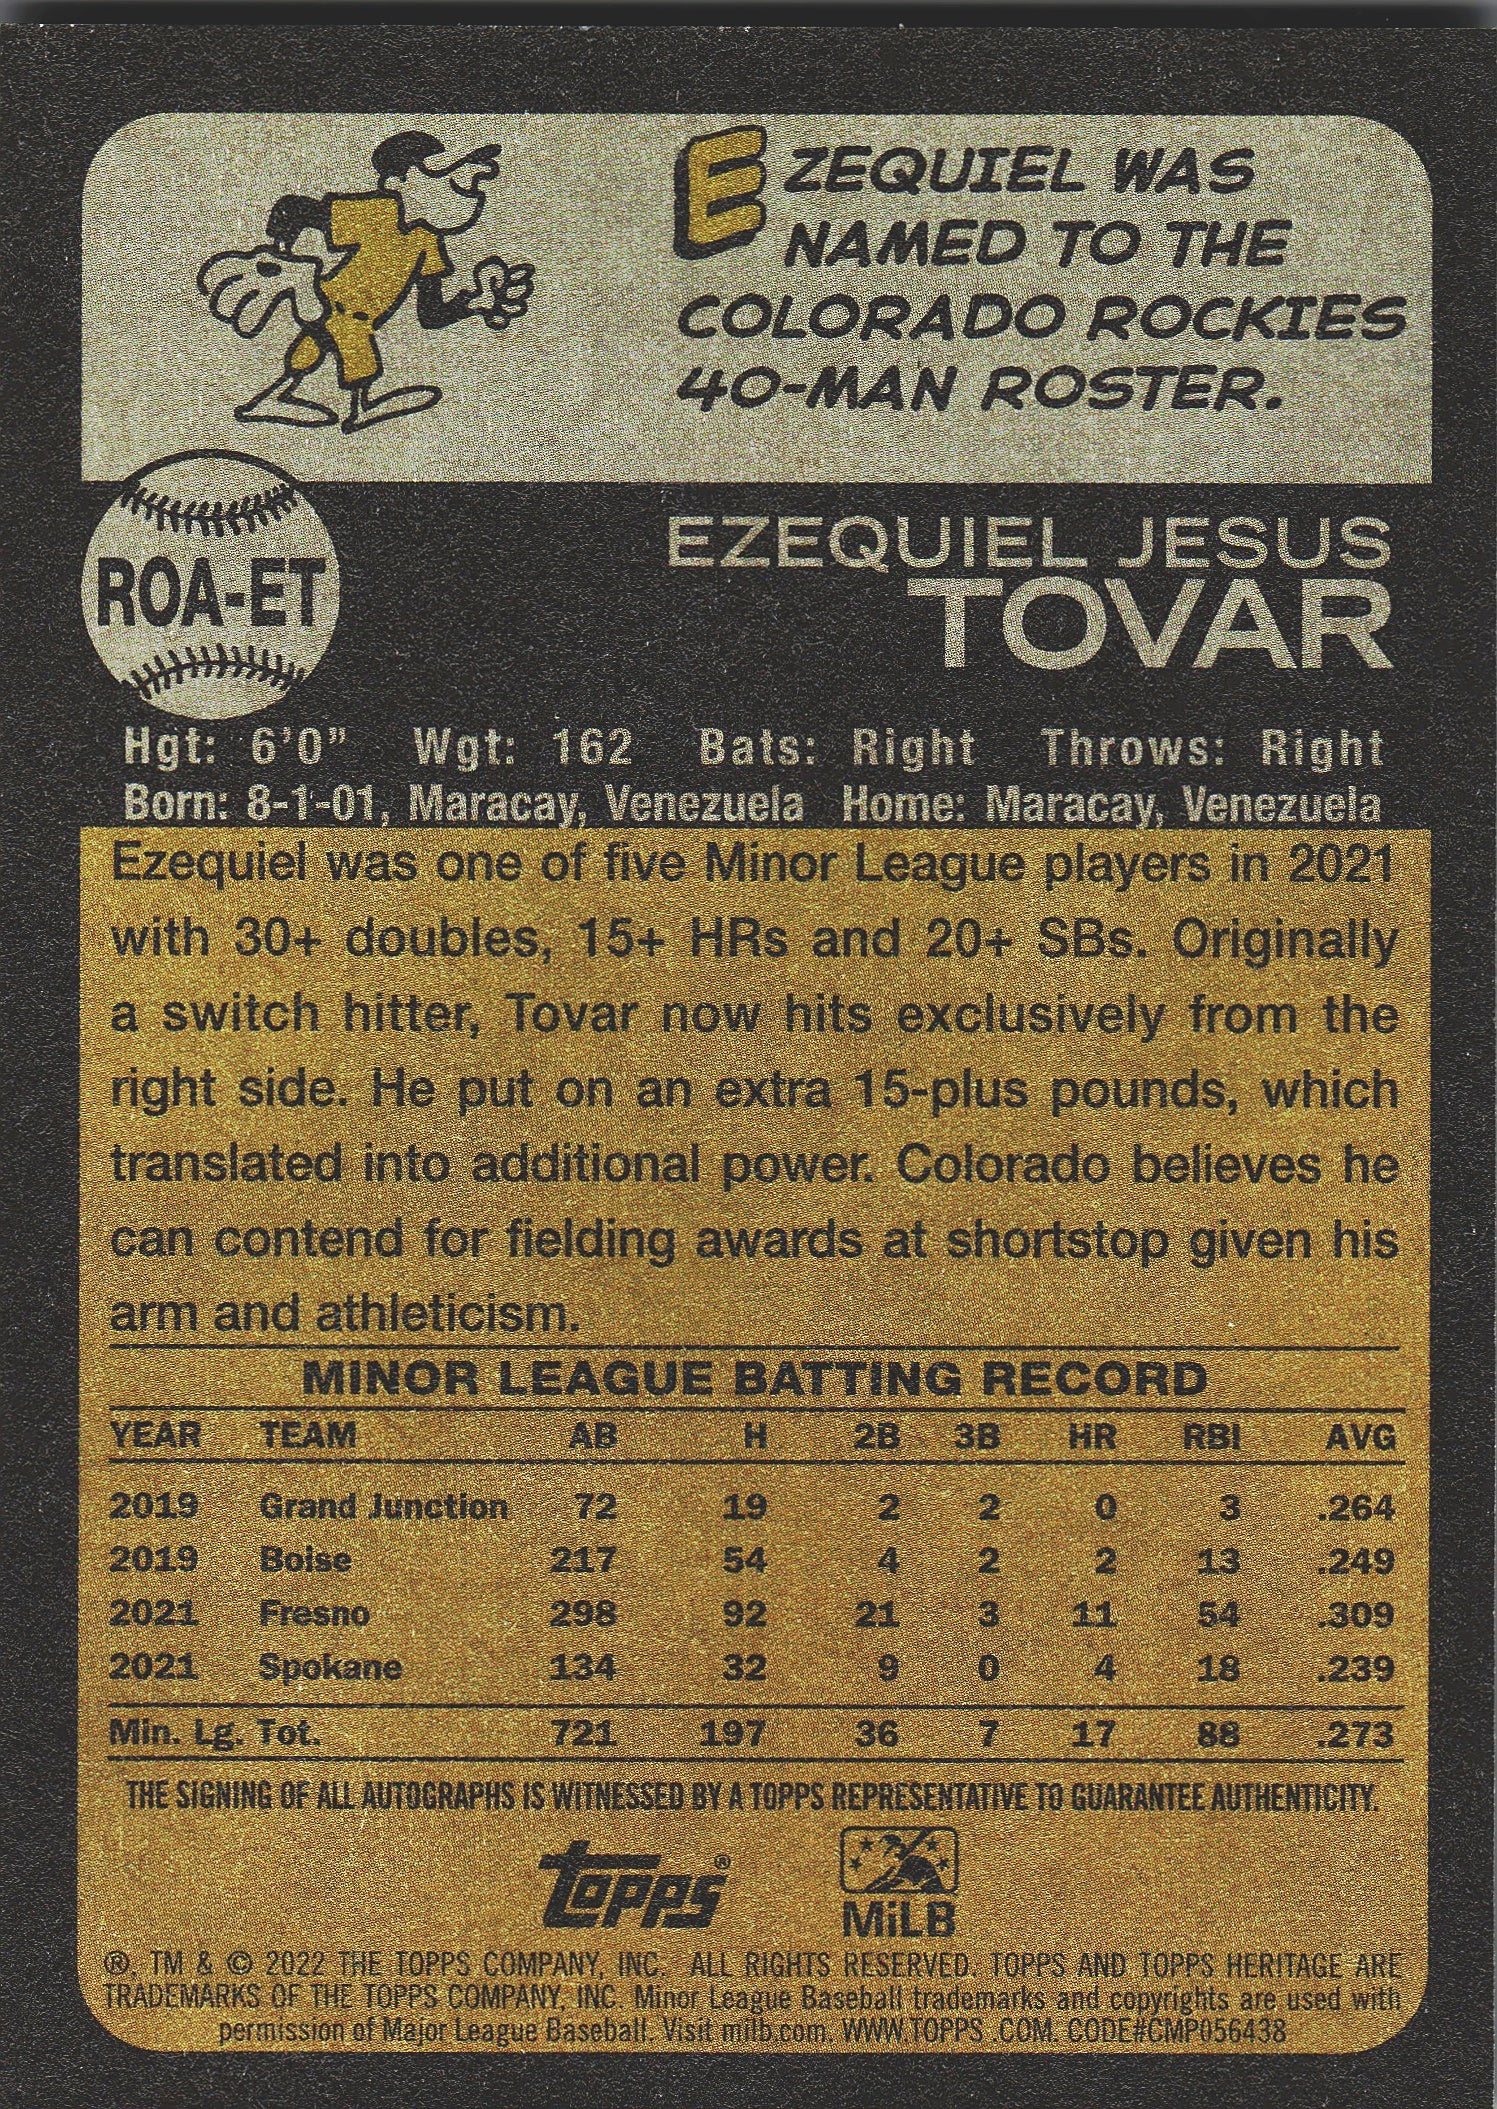 EZEQUIEL WAS
NAMED TO THE
COLORADO ROCKIES
40-MAN ROSTER.
ROA-ET
EZEQUIEL JESUS
TOVAR
Hgt: 6'0" Wgt: 162 Bats: Right Throws: Right
Born: 8-1-01, Maracay, Venezuela Home: Maracay, Venezuela
Ezequiel was one of five Minor League players in 2021
with 30+ doubles, 15+ HRs and 20+ SBs. Originally
a switch hitter, Tovar now hits exclusively from the
right side. He put on an extra 15-plus pounds, which
translated into additional power. Colorado believes he
can contend for fielding awards at shortstop given his
arm and athleticism.
MINOR LEAGUE BATTING RECORD
YEAR TEAM AB H 2B 3B HR RBI AVG
2019 Grand Junction 72 19 2 2 0 3 .264
2019 Boise 217 54 4 2 2 13 .249
2021 Fresno 298 92 21 3 11 54 .309
2021 Spokane 134 32 9 0 4 18 .239
Min. Lg. Tot. 721 197 36 7 17 88 .273
THE SIGNING OF ALL AUTOGRAPHS IS WITNESSED BY A TOPPS REPRESENTATIVE TO GUARANTEE AUTHENTICITY.
topps®
MiLB
®, TM & © 2022 THE TOPPS COMPANY, INC. ALL RIGHTS RESERVED. TOPPS AND TOPPS HERITAGE ARE
TRADEMARKS OF THE TOPPS COMPANY, INC. Minor League Baseball trademarks and copyrights are used with
permission of Major League Baseball. Visit milb.com. WWW.TOPPS .COM. CODE#CMP056438